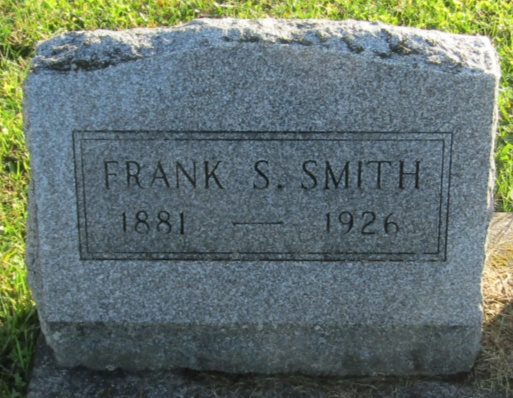 FRANK S. SMITH
1881 — 1926